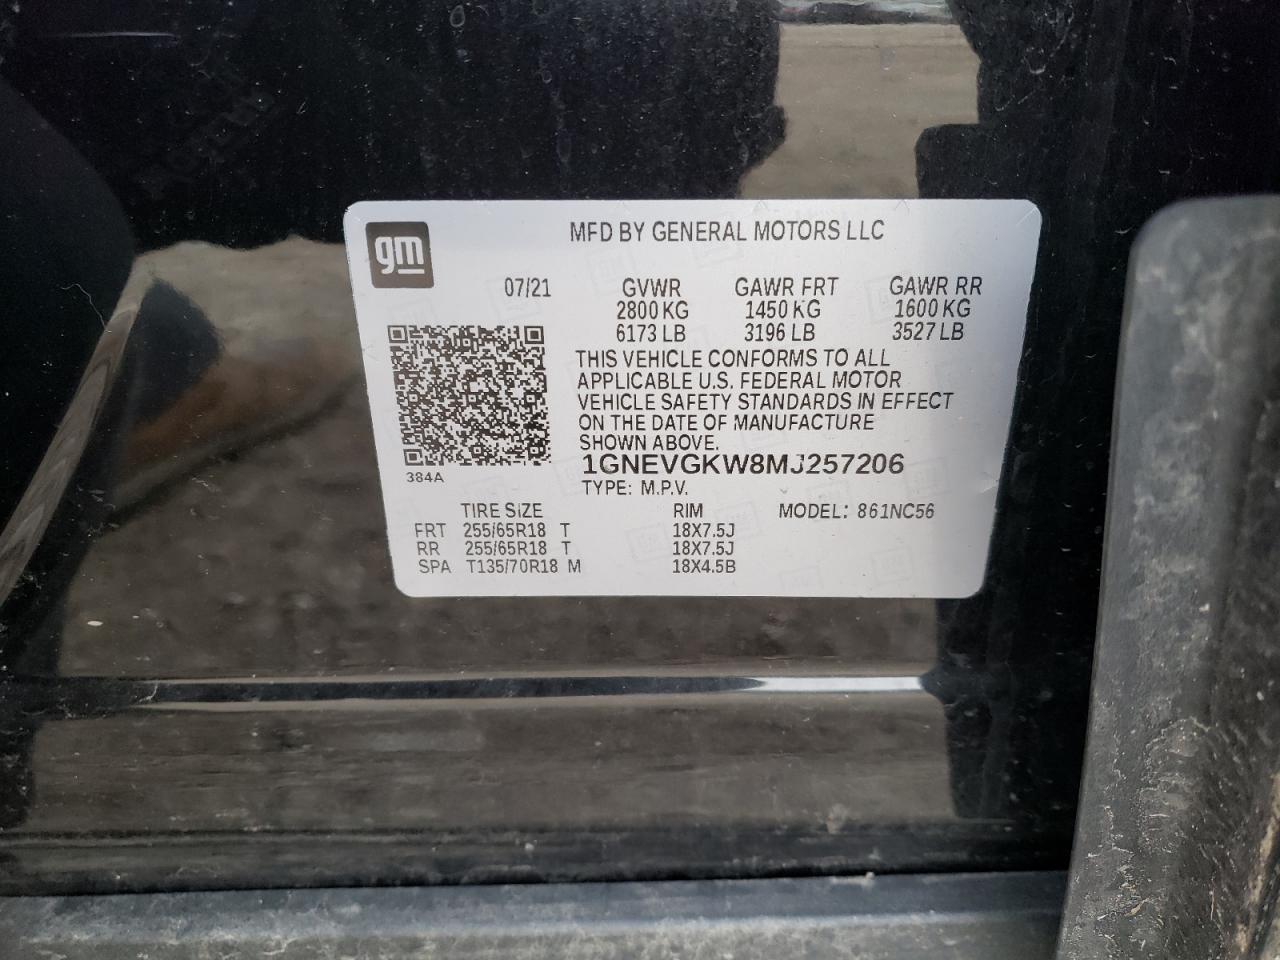 gm
MFD BY GENERAL MOTORS LLC
07/21 GVWR GAWR FRT GAWR RR
2800 KG 1450 KG 1600 KG
6173 LB 3196 LB 3527 LB
THIS VEHICLE CONFORMS TO ALL
APPLICABLE U.S. FEDERAL MOTOR
VEHICLE SAFETY STANDARDS IN EFFECT
ON THE DATE OF MANUFACTURE
SHOWN ABOVE.
1GNEVGKW8MJ257206
384A
TYPE: M.P.V.
TIRE SIZE RIM MODEL: 861NC56
FRT 255/65R18 T 18X7.5J
RR 255/65R18 T 18X7.5J
SPA T135/70R18 M 18X4.5B